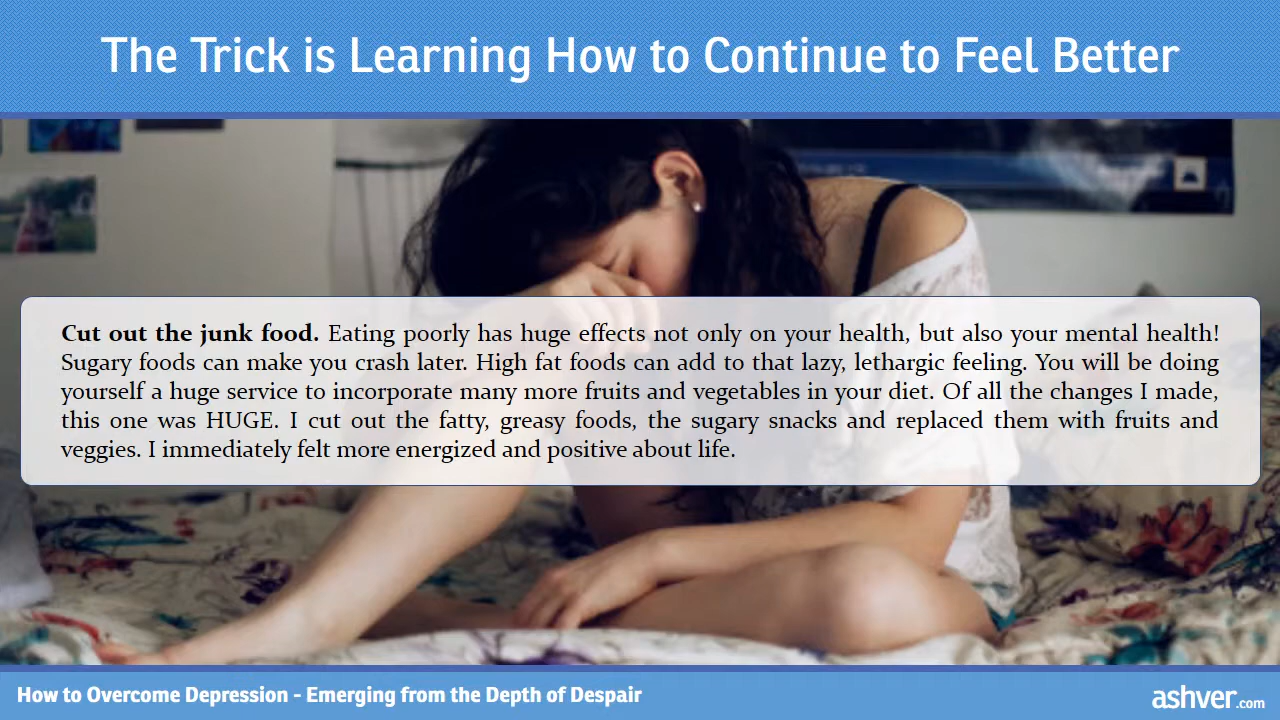 The Trick is Learning How to Continue to Feel Better
Cut out the junk food. Eating poorly has huge effects not only on your health, but also your mental health!
Sugary foods can make you crash later. High fat foods can add to that lazy, lethargic feeling. You will be doing
yourself a huge service to incorporate many more fruits and vegetables in your diet. Of all the changes I made,
this one was HUGE. I cut out the fatty, greasy foods, the sugary snacks and replaced them with fruits and
veggies. I immediately felt more energized and positive about life.
How to Overcome Depression - Emerging from the Depth of Despair
ashver.com